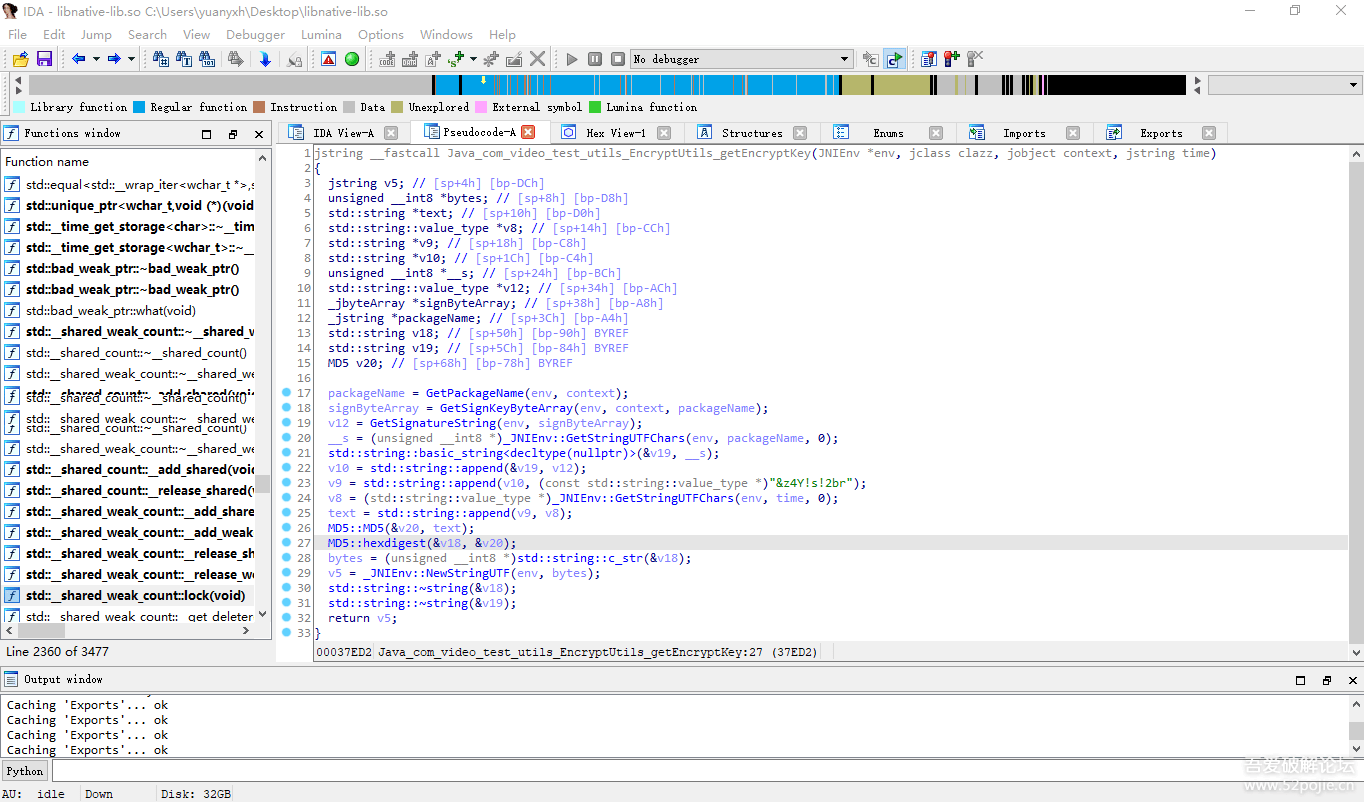 IDA - libnative-lib.so C:\Users\yuanyxh\Desktop\libnative-lib.so
File Edit Jump Search View Debugger Lumina Options Windows Help
No debugger
Library function Regular function Instruction Data Unexplored External symbol Lumina function
Functions window
IDA View-A Pseudocode-A Hex View-1 Structures Enums Imports Exports
Function name
std::equal<std::__wrap_iter<wchar_t *>,s
std::unique_ptr<wchar_t,void (*)(void
std::__time_get_storage<char>::~__tim
std::__time_get_storage<wchar_t>::~__
std::bad_weak_ptr::~bad_weak_ptr()
std::bad_weak_ptr::~bad_weak_ptr()
std::bad_weak_ptr::what(void)
std::__shared_weak_count::~__shared_w
std::__shared_count::~__shared_count()
std::__shared_weak_count::~__shared_we
std::__shared_count::__add_shared(voi
std::__shared_count::~__shared_count()
std::__shared_weak_count::~__shared_we
std::__shared_count::~__shared_count()
std::__shared_weak_count::~__shared_we
std::__shared_count::__add_shared(voi
std::__shared_count::__release_shared(
std::__shared_weak_count::__add_share
std::__shared_weak_count::__add_weak
std::__shared_weak_count::__release_sh
std::__shared_weak_count::__release_we
std::__shared_weak_count::lock(void)
std::__shared_weak_count::__get_deleter
Line 2360 of 3477
1 jstring __fastcall Java_com_video_test_utils_EncryptUtils_getEncryptKey(JNIEnv *env, jclass clazz, jobject context, jstring time)
2 {
3 jstring v5; // [sp+4h] [bp-DCh]
4 unsigned __int8 *bytes; // [sp+8h] [bp-D8h]
5 std::string *text; // [sp+10h] [bp-D0h]
6 std::string::value_type *v8; // [sp+14h] [bp-CCh]
7 std::string *v9; // [sp+18h] [bp-C8h]
8 std::string *v10; // [sp+1Ch] [bp-C4h]
9 unsigned __int8 *__s; // [sp+24h] [bp-BCh]
10 std::string::value_type *v12; // [sp+34h] [bp-ACh]
11 _jbyteArray *signByteArray; // [sp+38h] [bp-A8h]
12 _jstring *packageName; // [sp+3Ch] [bp-A4h]
13 std::string v18; // [sp+50h] [bp-90h] BYREF
14 std::string v19; // [sp+5Ch] [bp-84h] BYREF
15 MD5 v20; // [sp+68h] [bp-78h] BYREF
16
17 packageName = GetPackageName(env, context);
18 signByteArray = GetSignKeyByteArray(env, context, packageName);
19 v12 = GetSignatureString(env, signByteArray);
20 __s = (unsigned __int8 *)_JNIEnv::GetStringUTFChars(env, packageName, 0);
21 std::string::basic_string<decltype(nullptr)>(&v19, __s);
22 v10 = std::string::append(&v19, v12);
23 v9 = std::string::append(v10, (const std::string::value_type *)"&z4Y!s!2br");
24 v8 = (std::string::value_type *)_JNIEnv::GetStringUTFChars(env, time, 0);
25 text = std::string::append(v9, v8);
26 MD5::MD5(&v20, text);
27 MD5::hexdigest(&v18, &v20);
28 bytes = (unsigned __int8 *)std::string::c_str(&v18);
29 v5 = _JNIEnv::NewStringUTF(env, bytes);
30 std::string::~string(&v18);
31 std::string::~string(&v19);
32 return v5;
33 }
00037ED2 Java_com_video_test_utils_EncryptUtils_getEncryptKey:27 (37ED2)
Output window
Caching 'Exports'... ok
Caching 'Exports'... ok
Caching 'Exports'... ok
Caching 'Exports'... ok
Python
AU: idle Down Disk: 32GB
吾爱破解论坛
www.52pojie.cn